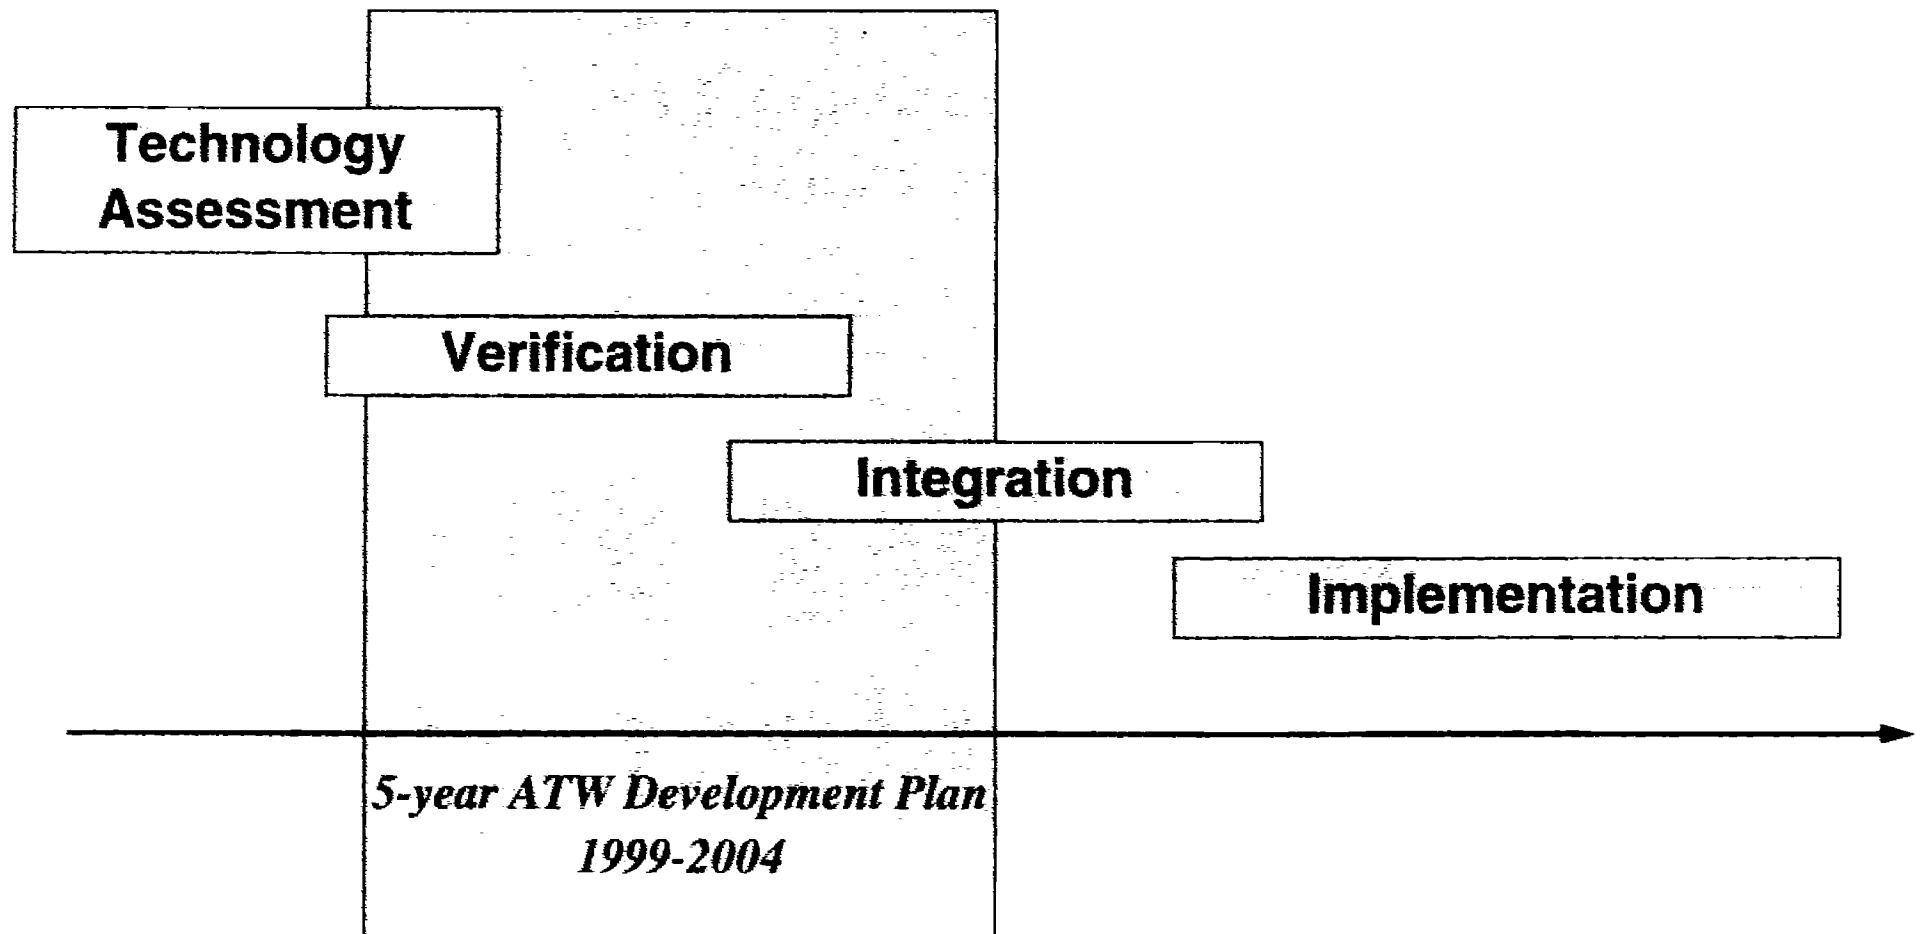 Technology
Assessment
Verification
Integration
Implementation
5-year ATW Development Plan
1999-2004